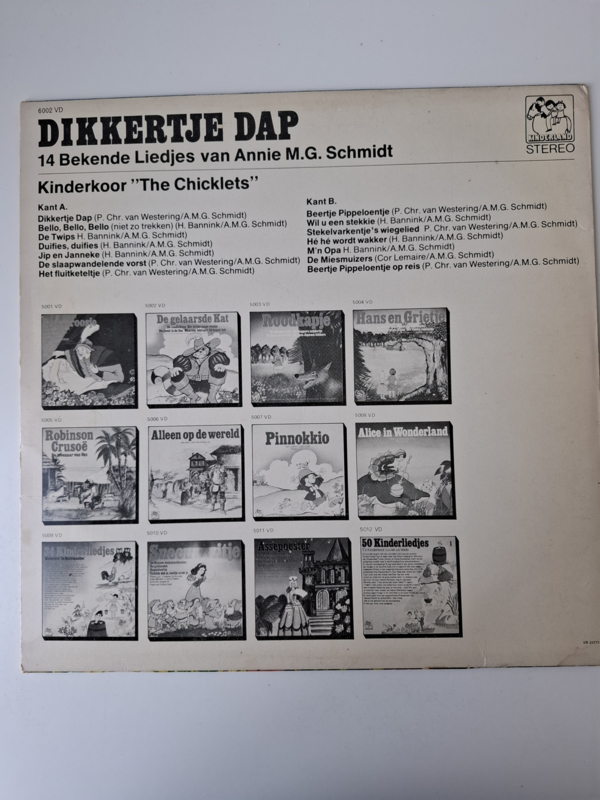 6002 VD
DIKKERTJE DAP
14 Bekende Liedjes van Annie M.G. Schmidt
KINDERLAND
STEREO
Kinderkoor "The Chicklets"
Kant A.
Dikkertje Dap (P. Chr. van Westering/A.M.G. Schmidt)
Bello, Bello, Bello (niet zo trekken) (H. Bannink/A.M.G. Schmidt)
De Twips H. Bannink/A.M.G. Schmidt)
Duifies, duifies (H. Bannink/A.M.G. Schmidt)
Jip en Janneke (H. Bannink/A.M.G. Schmidt)
De slaapwandelende vorst (P. Chr. van Westering/A.M.G. Schmidt)
Het fluitketeltje (P. Chr. van Westering/A.M.G. Schmidt)
Kant B.
Beertje Pippeloentje (P. Chr. van Westering/A.M.G. Schmidt)
Wil u een stekkie (H. Bannink/A.M.G. Schmidt)
Stekelvarkentje's wiegelied P. Chr. van Westering/A.M.G. Schmidt)
Hé hé wordt wakker (H. Bannink/A.M.G. Schmidt)
M'n Opa H. Bannink/A.M.G. Schmidt)
De Miesmuizers (Cor Lemaire/A.M.G. Schmidt)
Beertje Pippeloentje op reis (P. Chr. van Westering/A.M.G. Schmidt)
5001 VD
5002 VD
De gelaarsde Kat
5003 VD
Roodkapje
5004 VD
Hans en Grietje
5005 VD
Robinson
Crusoë
5006 VD
Alleen op de wereld
5007 VD
Pinnokkio
5008 VD
Alice in Wonderland
5009 VD
24 Kinderliedjes
5010 VD
Sneeuwwitje
5011 VD
Assepoester
5012 VD
50 Kinderliedjes